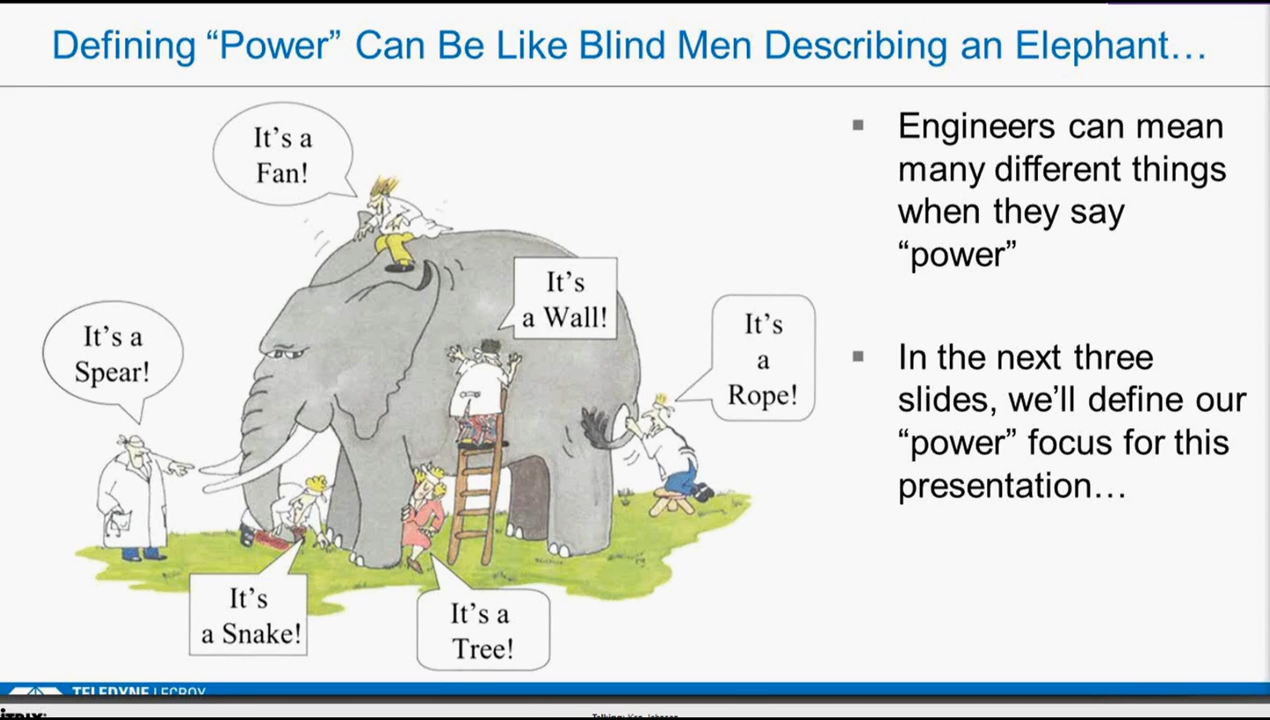 Defining “Power” Can Be Like Blind Men Describing an Elephant…
It’s a
Fan!
It’s
a Wall!
It’s a
Spear!
It’s
a
Rope!
It’s
a Snake!
It’s a
Tree!
Engineers can mean
many different things
when they say
“power”
In the next three
slides, we’ll define our
“power” focus for this
presentation…
TELEDYNE LECROY